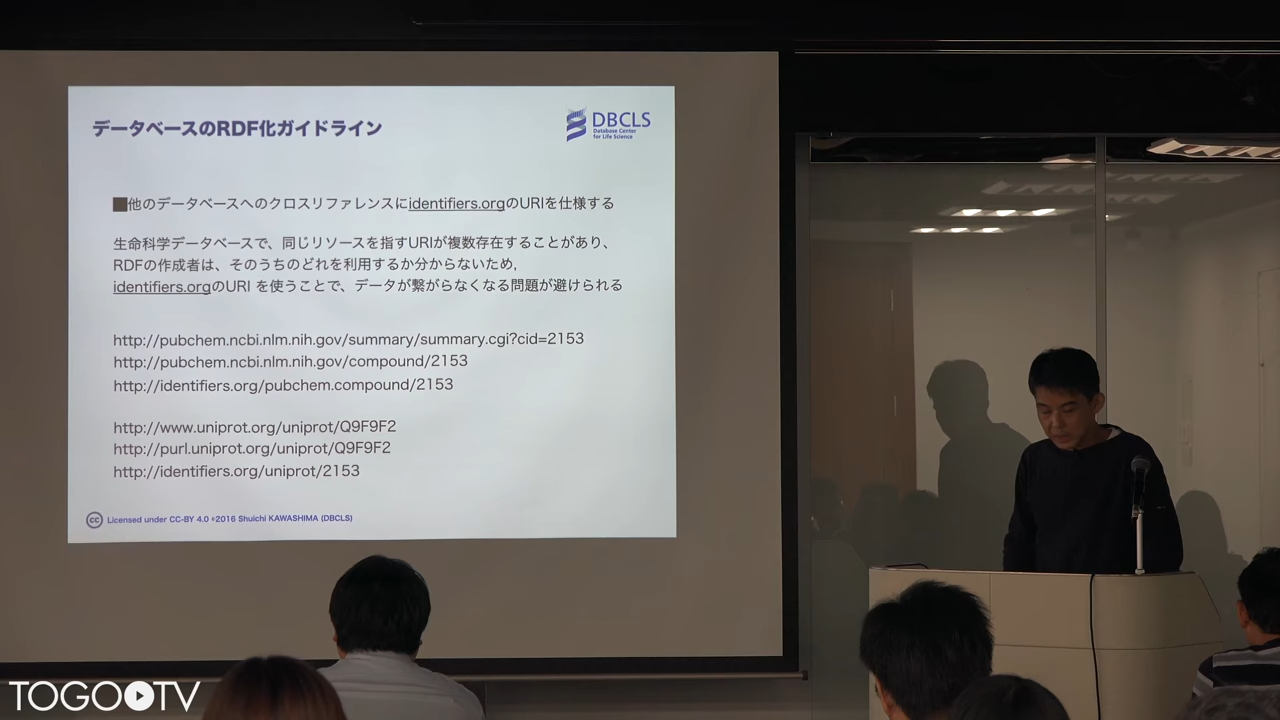 データベースのRDF化ガイドライン
DBCLS
Database Center
for Life Science
■他のデータベースへのクロスリファレンスにidentifiers.orgのURIを仕様する
生命科学データベースで、同じリソースを指すURIが複数存在することがあり、
RDFの作成者は、そのうちのどれを利用するか分からないため,
identifiers.orgのURI を使うことで、データが繋がらなくなる問題が避けられる
http://pubchem.ncbi.nlm.nih.gov/summary/summary.cgi?cid=2153
http://pubchem.ncbi.nlm.nih.gov/compound/2153
http://identifiers.org/pubchem.compound/2153
http://www.uniprot.org/uniprot/Q9F9F2
http://purl.uniprot.org/uniprot/Q9F9F2
http://identifiers.org/uniprot/2153
cc Licensed under CC-BY 4.0 ©2016 Shuichi KAWASHIMA (DBCLS)
TOGO TV